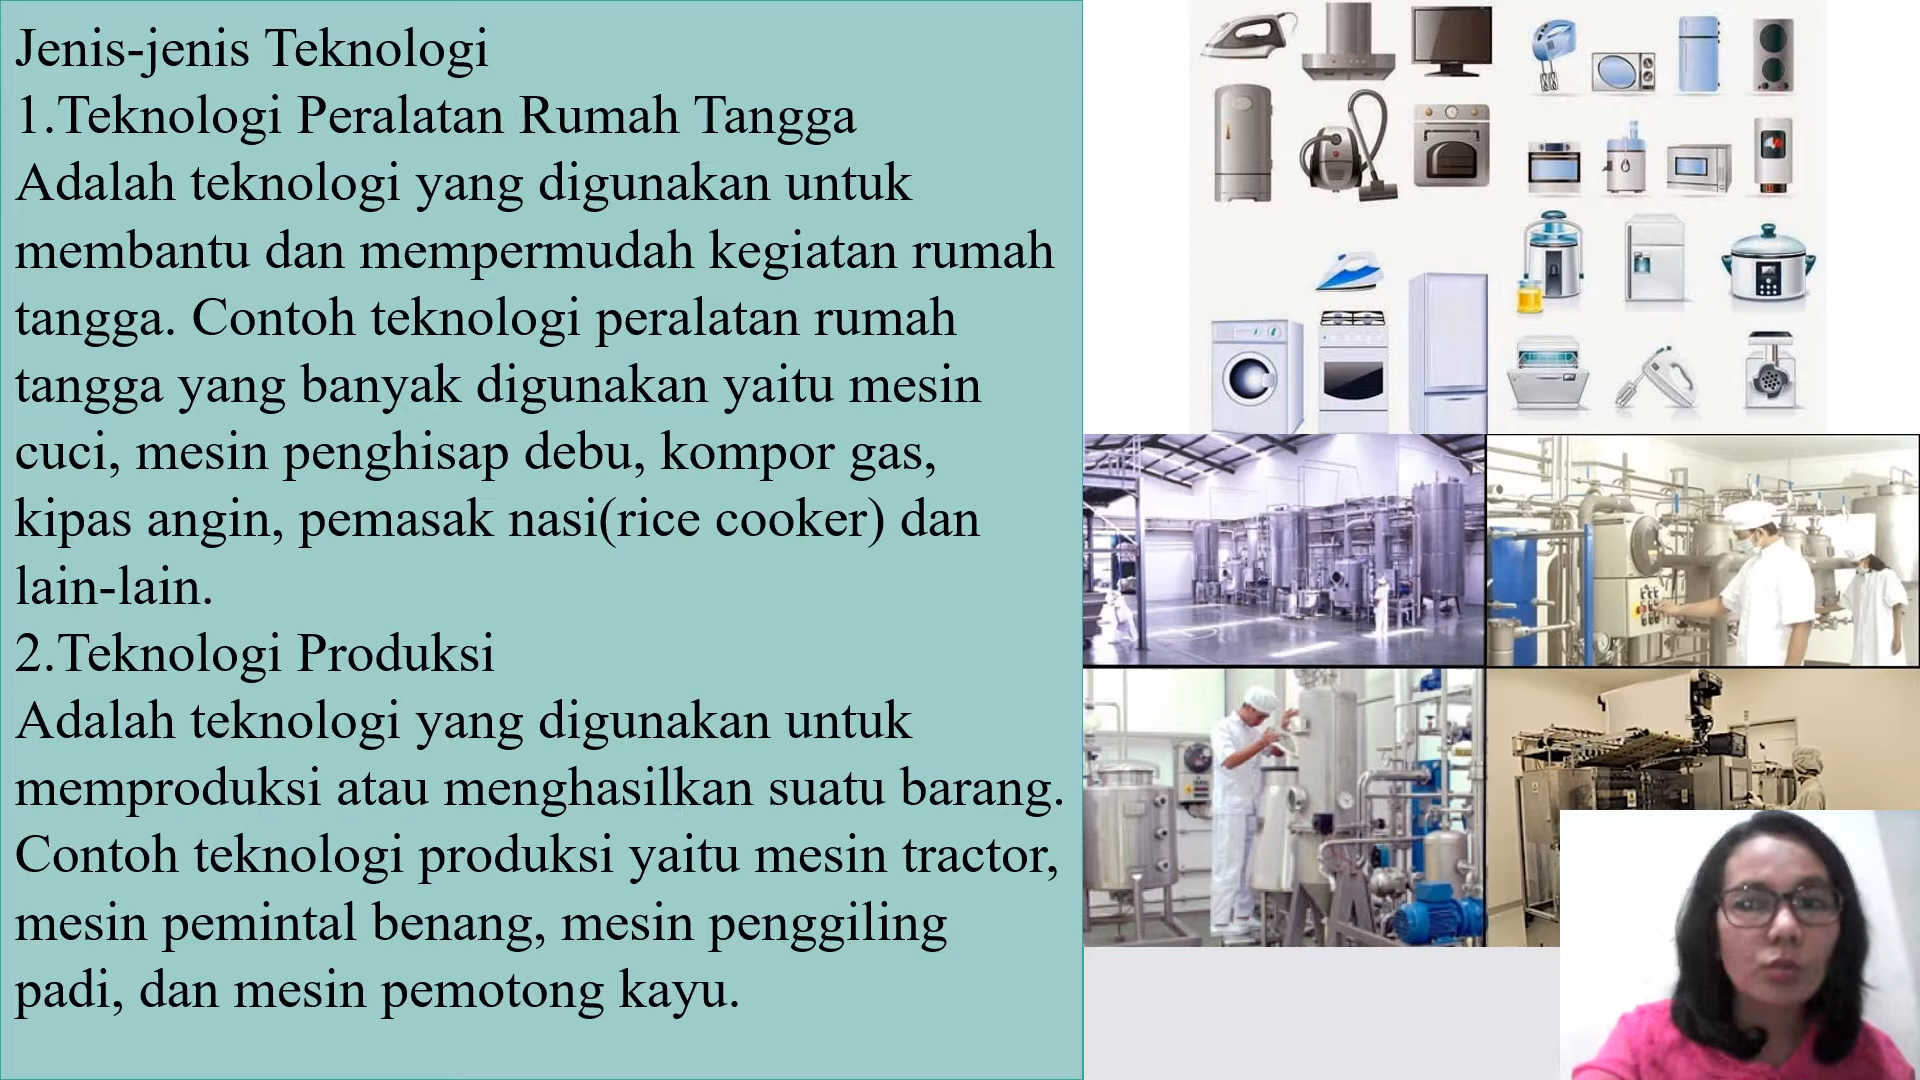 Jenis-jenis Teknologi
1.Teknologi Peralatan Rumah Tangga
Adalah teknologi yang digunakan untuk
membantu dan mempermudah kegiatan rumah
tangga. Contoh teknologi peralatan rumah
tangga yang banyak digunakan yaitu mesin
cuci, mesin penghisap debu, kompor gas,
kipas angin, pemasak nasi(rice cooker) dan
lain-lain.
2.Teknologi Produksi
Adalah teknologi yang digunakan untuk
memproduksi atau menghasilkan suatu barang.
Contoh teknologi produksi yaitu mesin tractor,
mesin pemintal benang, mesin penggiling
padi, dan mesin pemotong kayu.